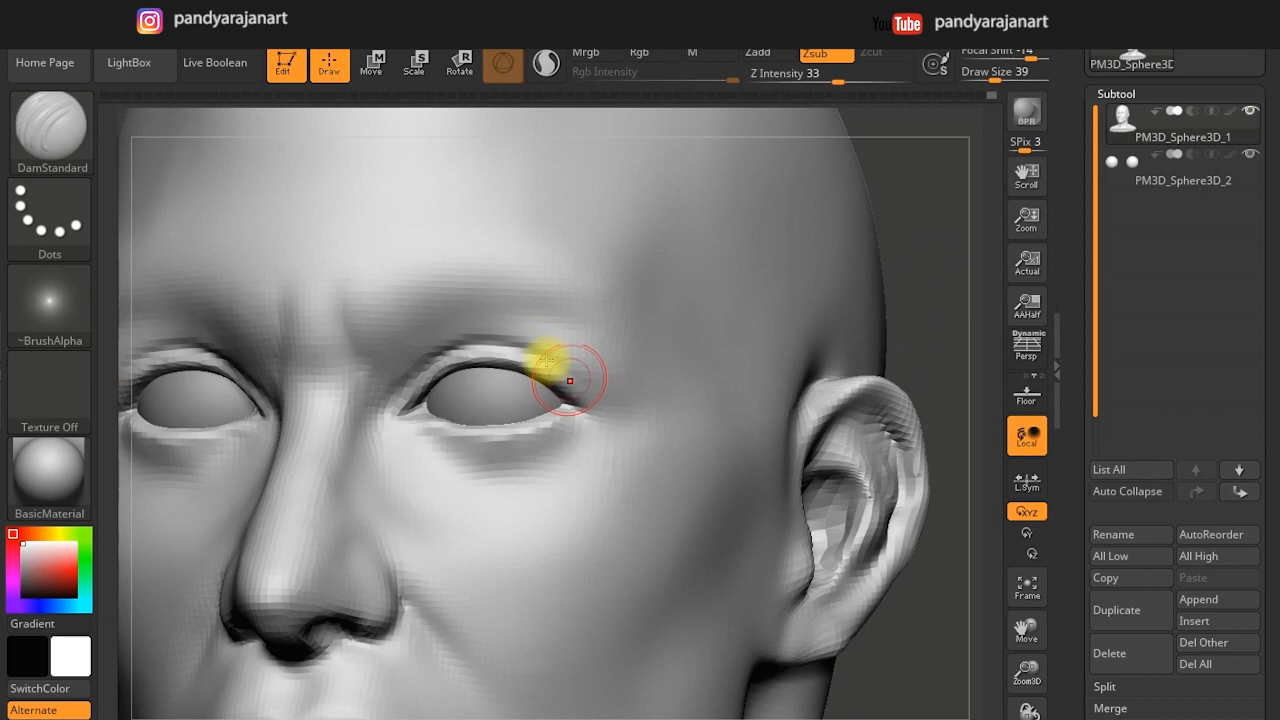 pandyarajanart
YouTube pandyarajanart
Home Page
LightBox
Live Boolean
Edit
Draw
Move
Scale
Rotate
Mrgb
Rgb
M
Zadd
Zsub
Zcut
Rgb Intensity
Z Intensity 33
S
Focal Shift -14
Draw Size 39
PM3D_Sphere3D
DamStandard
Dots
~BrushAlpha
Texture Off
BasicMaterial
Gradient
SwitchColor
Alternate
BPR
SPix 3
Scroll
Zoom
Actual
AAHalf
Dynamic
Persp
Floor
Local
L.Sym
XYZ
Frame
Move
Zoom3D
Subtool
PM3D_Sphere3D_1
PM3D_Sphere3D_2
List All
Auto Collapse
Rename
AutoReorder
All Low
All High
Copy
Paste
Duplicate
Append
Insert
Delete
Del Other
Del All
Split
Merge